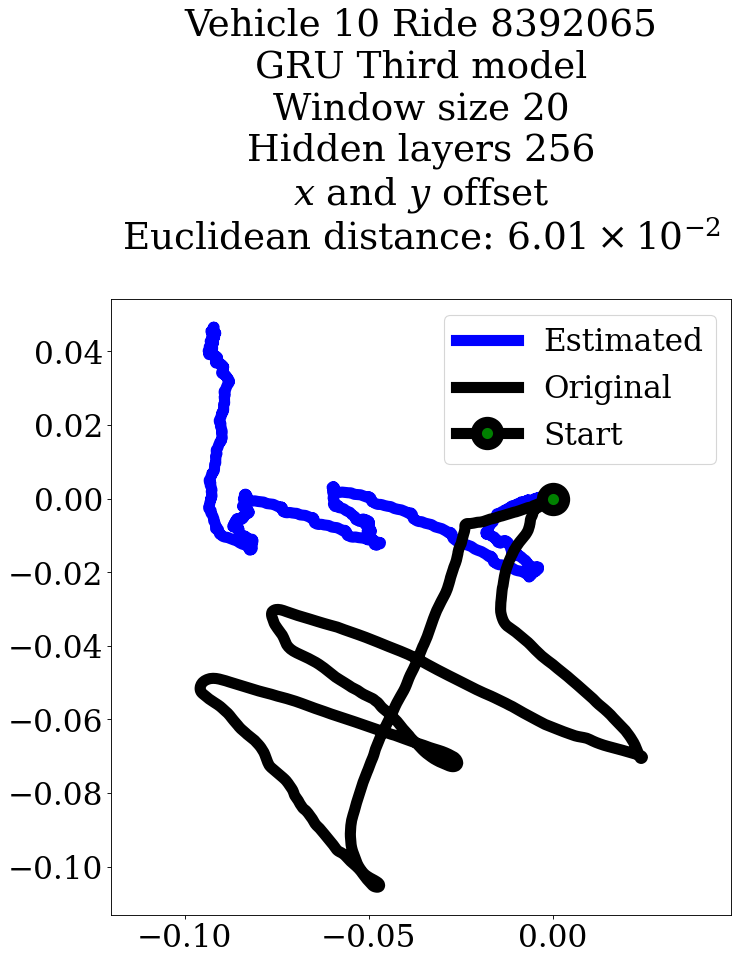 Vehicle 10 Ride 8392065
GRU Third model
Window size 20
Hidden layers 256
x and y offset
Euclidean distance: 6.01 × 10⁻²
Estimated
Original
Start
0.04
0.02
0.00
−0.02
−0.04
−0.06
−0.08
−0.10
−0.10 −0.05 0.00